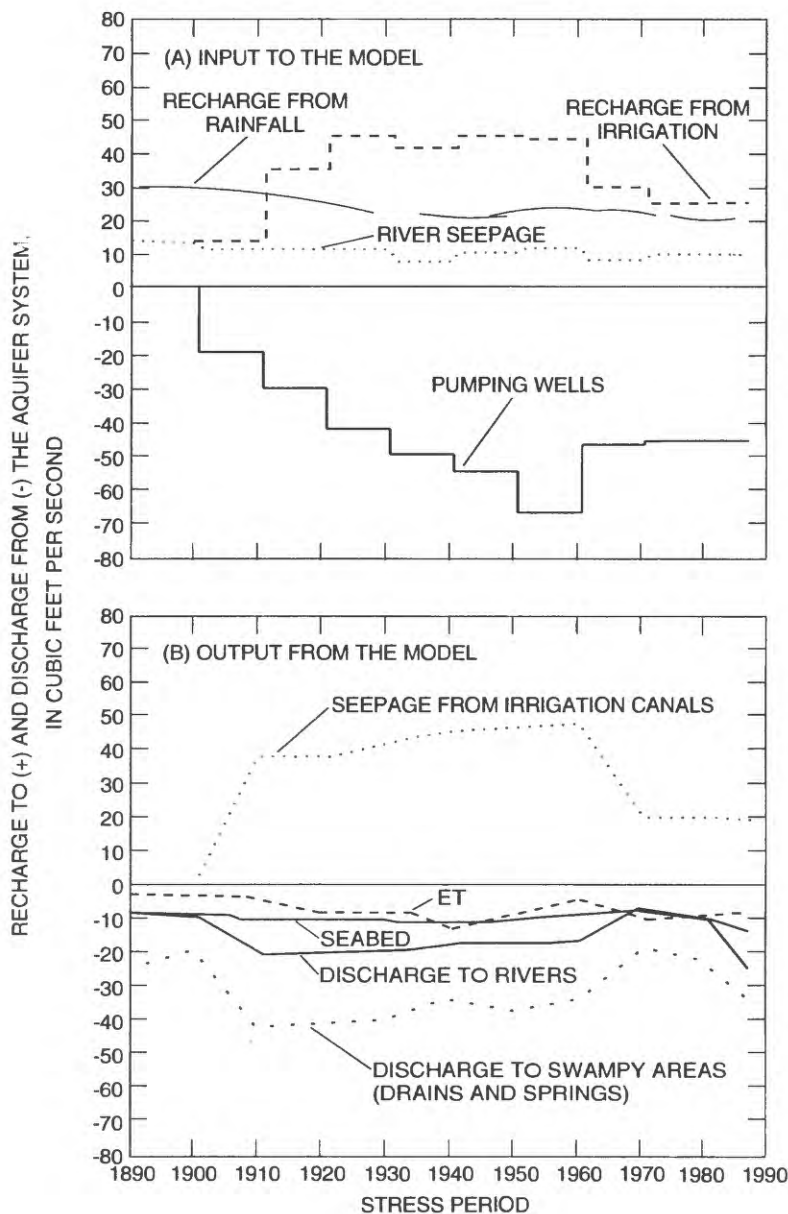 RECHARGE TO (+) AND DISCHARGE FROM (-) THE AQUIFER SYSTEM,
IN CUBIC FEET PER SECOND
80
70
60
50
40
30
20
10
0
-10
-20
-30
-40
-50
-60
-70
-80
(A) INPUT TO THE MODEL
RECHARGE FROM
RAINFALL
RECHARGE FROM
IRRIGATION
RIVER SEEPAGE
PUMPING WELLS
80
70
60
50
40
30
20
10
0
-10
-20
-30
-40
-50
-60
-70
-80
(B) OUTPUT FROM THE MODEL
SEEPAGE FROM IRRIGATION CANALS
ET
SEABED
DISCHARGE TO RIVERS
DISCHARGE TO SWAMPY AREAS
(DRAINS AND SPRINGS)
1890 1900 1910 1920 1930 1940 1950 1960 1970 1980 1990
STRESS PERIOD